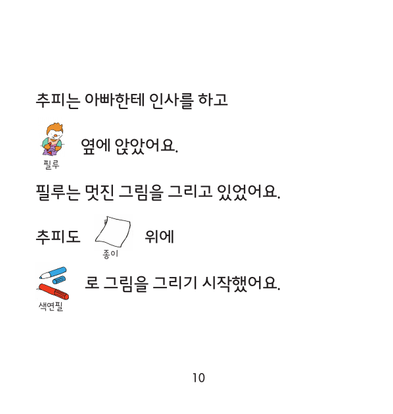 추피는 아빠한테 인사를 하고
옆에 앉았어요.
필루
필루는 멋진 그림을 그리고 있었어요.
추피도 위에
종이
로 그림을 그리기 시작했어요.
색연필
10